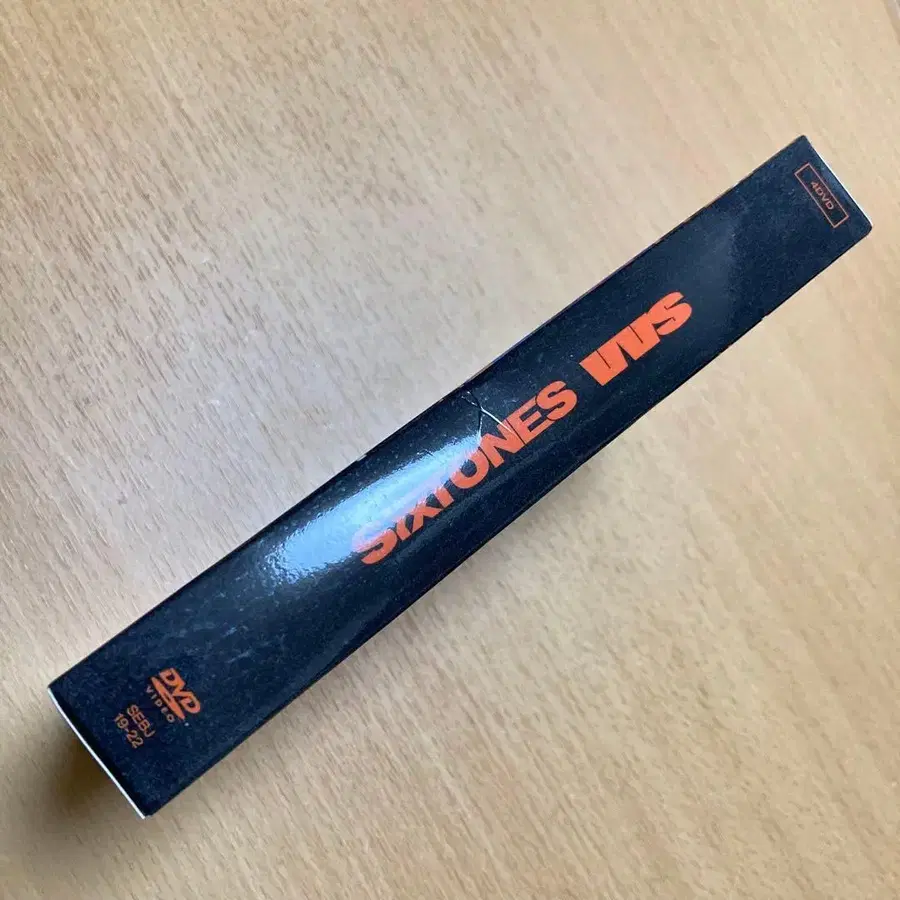 4DVD
SixTONES VVS
DVD
VIDEO
SEBJ
19-22